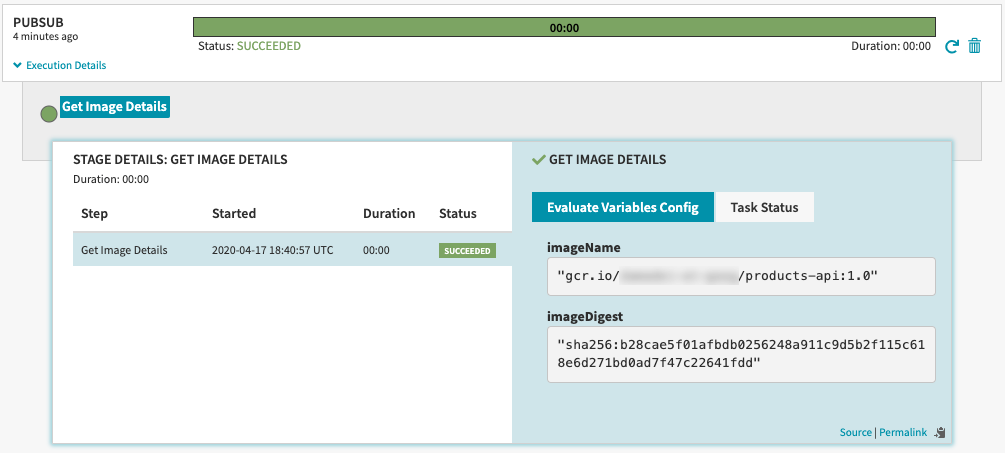 PUBSUB
4 minutes ago
00:00
Status: SUCCEEDED
Duration: 00:00
Execution Details
Get Image Details
STAGE DETAILS: GET IMAGE DETAILS
Duration: 00:00
Step Started Duration Status
Get Image Details 2020-04-17 18:40:57 UTC 00:00 SUCCEEDED
GET IMAGE DETAILS
Evaluate Variables Config Task Status
imageName
"gcr.io/ /products-api:1.0"
imageDigest
"sha256:b28cae5f01afbdb0256248a911c9d5b2f115c61
8e6d271bd0ad7f47c22641fdd"
Source | Permalink